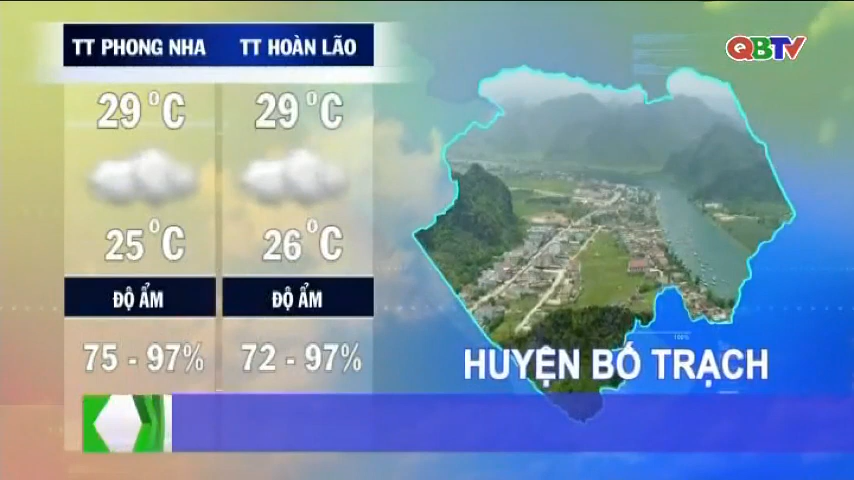 TT PHONG NHA
TT HOÀN LÃO
QBTV
29°C
29°C
25°C
26°C
ĐỘ ẨM
ĐỘ ẨM
75 - 97%
72 - 97%
100%
HUYỆN BỐ TRẠCH